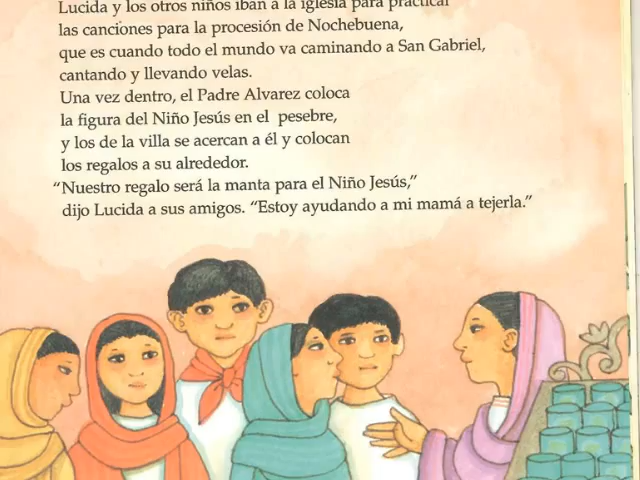 Lucida y los otros niños iban a la iglesia para practicar
las canciones para la procesión de Nochebuena,
que es cuando todo el mundo va caminando a San Gabriel,
cantando y llevando velas.
Una vez dentro, el Padre Alvarez coloca
la figura del Niño Jesús en el pesebre,
y los de la villa se acercan a él y colocan
los regalos a su alrededor.
“Nuestro regalo será la manta para el Niño Jesús,”
dijo Lucida a sus amigos. “Estoy ayudando a mi mamá a tejerla.”